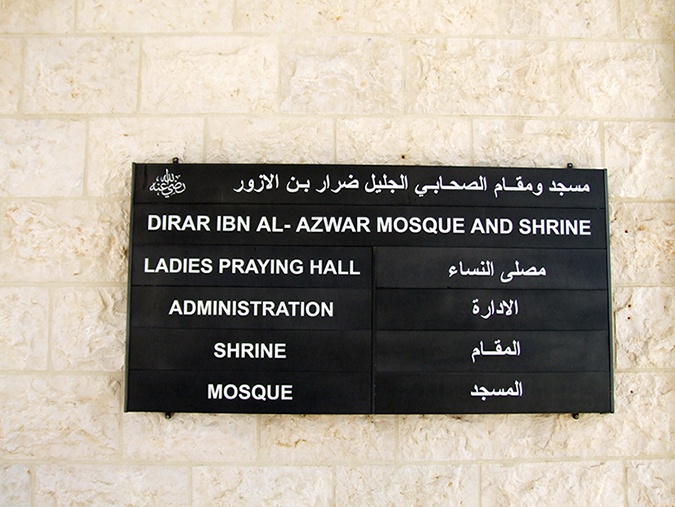 مسجد ومقام الصحابي الجليل ضرار بن الازور رضي الله عنه
DIRAR IBN AL- AZWAR MOSQUE AND SHRINE
LADIES PRAYING HALL مصلى النساء
ADMINISTRATION الادارة
SHRINE المقام
MOSQUE المسجد